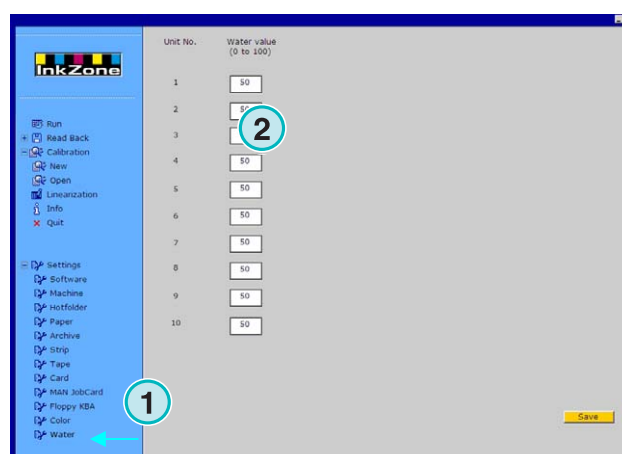 InkZone
Run
Read Back
Calibration
New
Open
Linearization
Info
Quit
Settings
Software
Machine
Hotfolder
Paper
Archive
Strip
Tape
Card
MAN JobCard
Floppy KBA
Color
Water
1
Unit No. Water value
(0 to 100)
1 50
2
2
3
4 50
5 50
6 50
7 50
8 50
9 50
10 50
Save